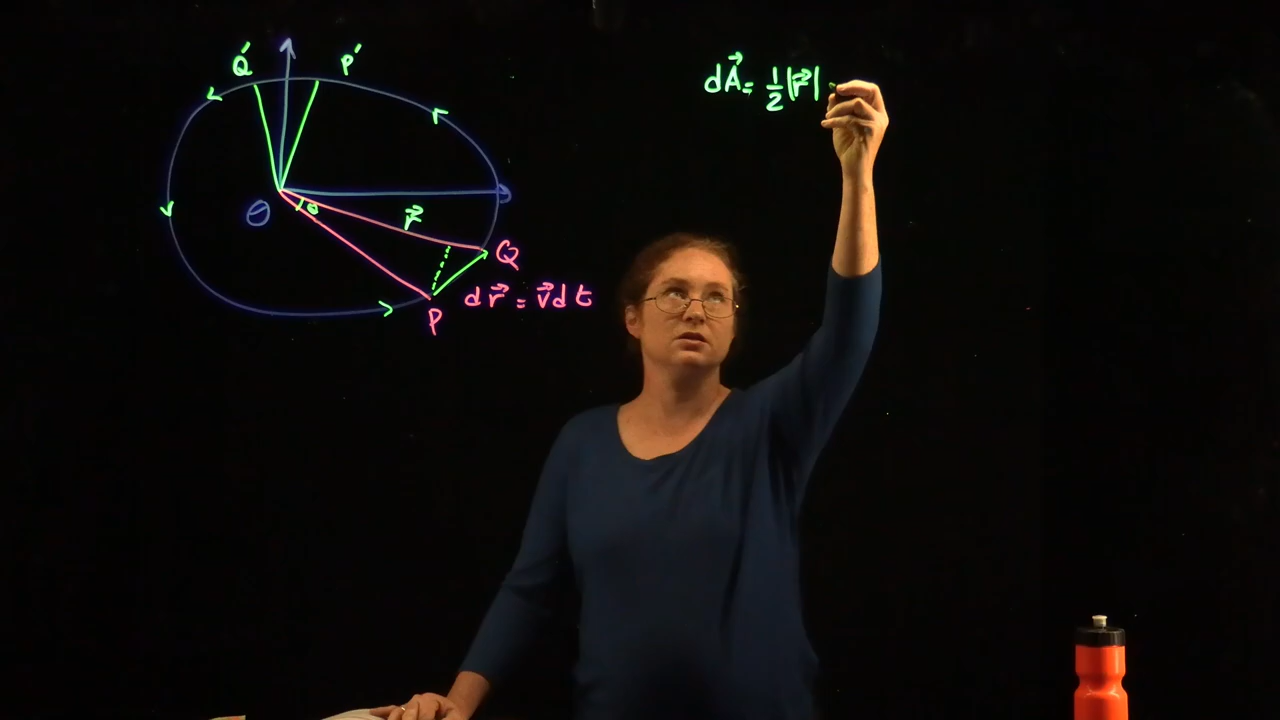 Q́ Ṕ
dA⃗ = 1/2 |r⃗|
O
θ
r⃗
Q
dr⃗ = v⃗dt
P